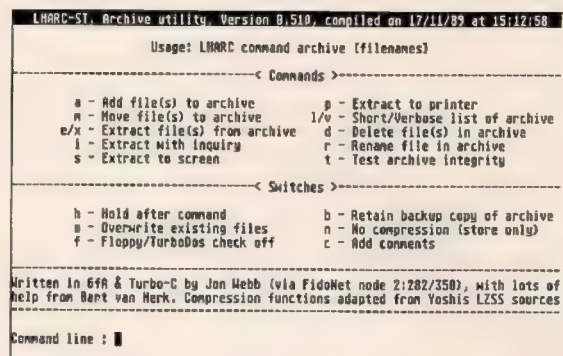 LHARC-ST, Archive utility, Version 0.510, compiled on 17/11/89 at 15:12:58
Usage: LHARC command archive [filenames]
< Commands >
a - Add file(s) to archive p - Extract to printer
m - Move file(s) to archive l/v - Short/Verbose list of archive
e/x - Extract file(s) from archive d - Delete file(s) in archive
i - Extract with inquiry r - Rename file in archive
s - Extract to screen t - Test archive integrity
< Switches >
h - Hold after command b - Retain backup copy of archive
o - Overwrite existing files n - No compression (store only)
f - Floppy/TurboDos check off c - Add comments
Written in GfA & Turbo-C by Jon Webb (via FidoNet node 2:282/350), with lots of
help from Bart van Merk. Compression functions adapted from Yoshis LZSS sources
Command line :